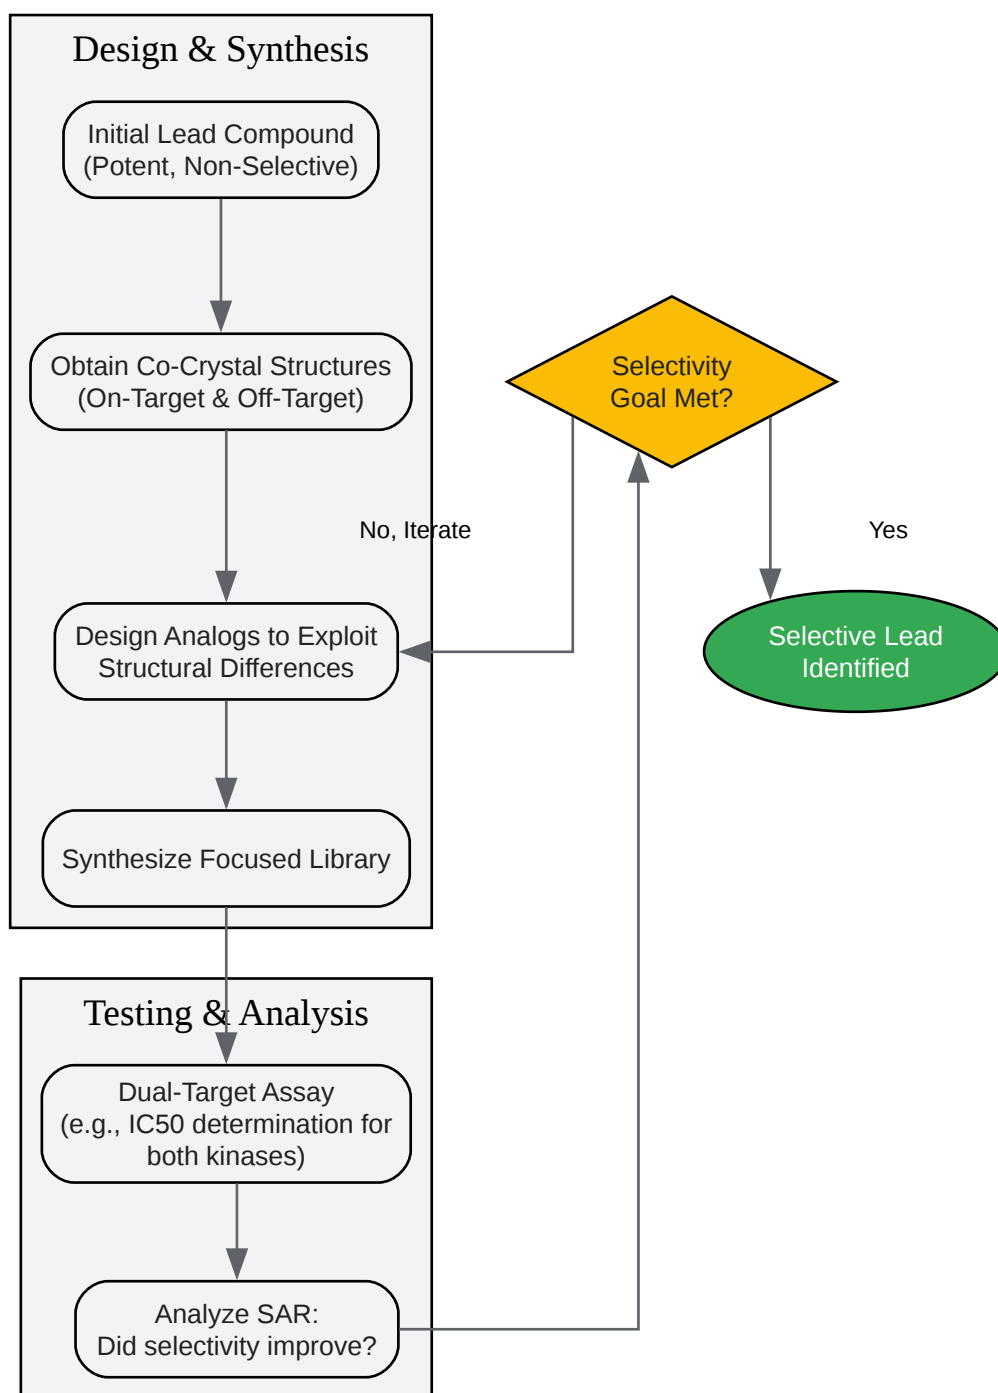 Design & Synthesis
Initial Lead Compound
(Potent, Non-Selective)
Obtain Co-Crystal Structures
(On-Target & Off-Target)
Selectivity
Goal Met?
No, Iterate
Yes
Design Analogs to Exploit
Structural Differences
Selective Lead
Identified
Synthesize Focused Library
Testing & Analysis
Dual-Target Assay
(e.g., IC50 determination for
both kinases)
Analyze SAR:
Did selectivity improve?